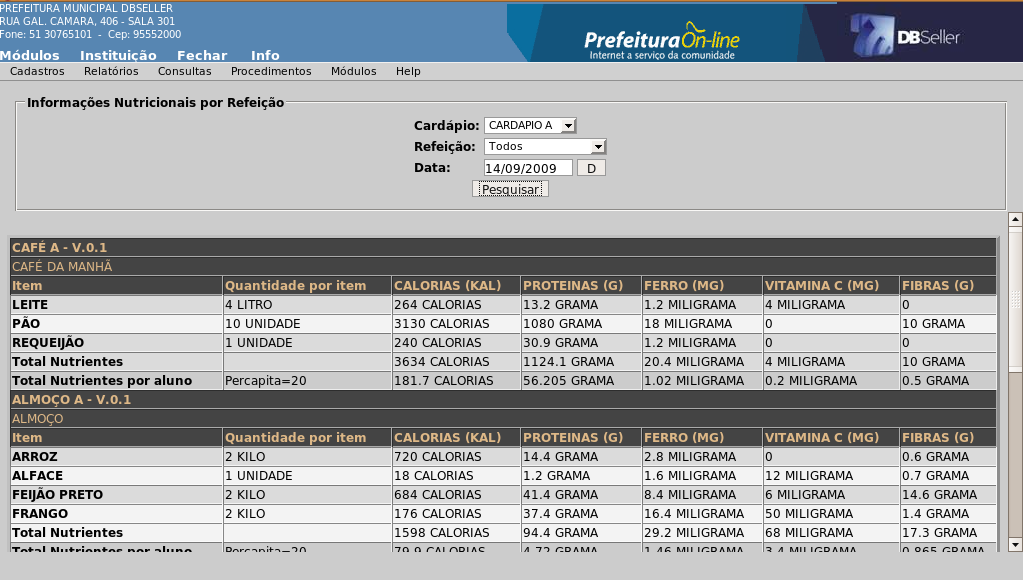 PREFEITURA MUNICIPAL DBSELLER
RUA GAL. CAMARA, 406 - SALA 301
Fone: 51 30765101 - Cep: 95552000
PrefeituraOn-line
Internet a serviço da comunidade
DBSeller
Módulos Instituição Fechar Info
Cadastros Relatórios Consultas Procedimentos Módulos Help
Informações Nutricionais por Refeição
Cardápio: CARDAPIO A
Refeição: Todos
Data: 14/09/2009 D
Pesquisar
CAFÉ A - V.0.1
CAFÉ DA MANHÃ
Item Quantidade por item CALORIAS (KAL) PROTEINAS (G) FERRO (MG) VITAMINA C (MG) FIBRAS (G)
LEITE 4 LITRO 264 CALORIAS 13.2 GRAMA 1.2 MILIGRAMA 4 MILIGRAMA 0
PÃO 10 UNIDADE 3130 CALORIAS 1080 GRAMA 18 MILIGRAMA 0 10 GRAMA
REQUEIJÃO 1 UNIDADE 240 CALORIAS 30.9 GRAMA 1.2 MILIGRAMA 0 0
Total Nutrientes 3634 CALORIAS 1124.1 GRAMA 20.4 MILIGRAMA 4 MILIGRAMA 10 GRAMA
Total Nutrientes por aluno Percapita=20 181.7 CALORIAS 56.205 GRAMA 1.02 MILIGRAMA 0.2 MILIGRAMA 0.5 GRAMA
ALMOÇO A - V.0.1
ALMOÇO
Item Quantidade por item CALORIAS (KAL) PROTEINAS (G) FERRO (MG) VITAMINA C (MG) FIBRAS (G)
ARROZ 2 KILO 720 CALORIAS 14.4 GRAMA 2.8 MILIGRAMA 0 0.6 GRAMA
ALFACE 1 UNIDADE 18 CALORIAS 1.2 GRAMA 1.6 MILIGRAMA 12 MILIGRAMA 0.7 GRAMA
FEIJÃO PRETO 2 KILO 684 CALORIAS 41.4 GRAMA 8.4 MILIGRAMA 6 MILIGRAMA 14.6 GRAMA
FRANGO 2 KILO 176 CALORIAS 37.4 GRAMA 16.4 MILIGRAMA 50 MILIGRAMA 1.4 GRAMA
Total Nutrientes 1598 CALORIAS 94.4 GRAMA 29.2 MILIGRAMA 68 MILIGRAMA 17.3 GRAMA
Total Nutrientes por aluno Percapita=20 79.9 CALORIAS 4.72 GRAMA 1.46 MILIGRAMA 3.4 MILIGRAMA 0.865 GRAMA